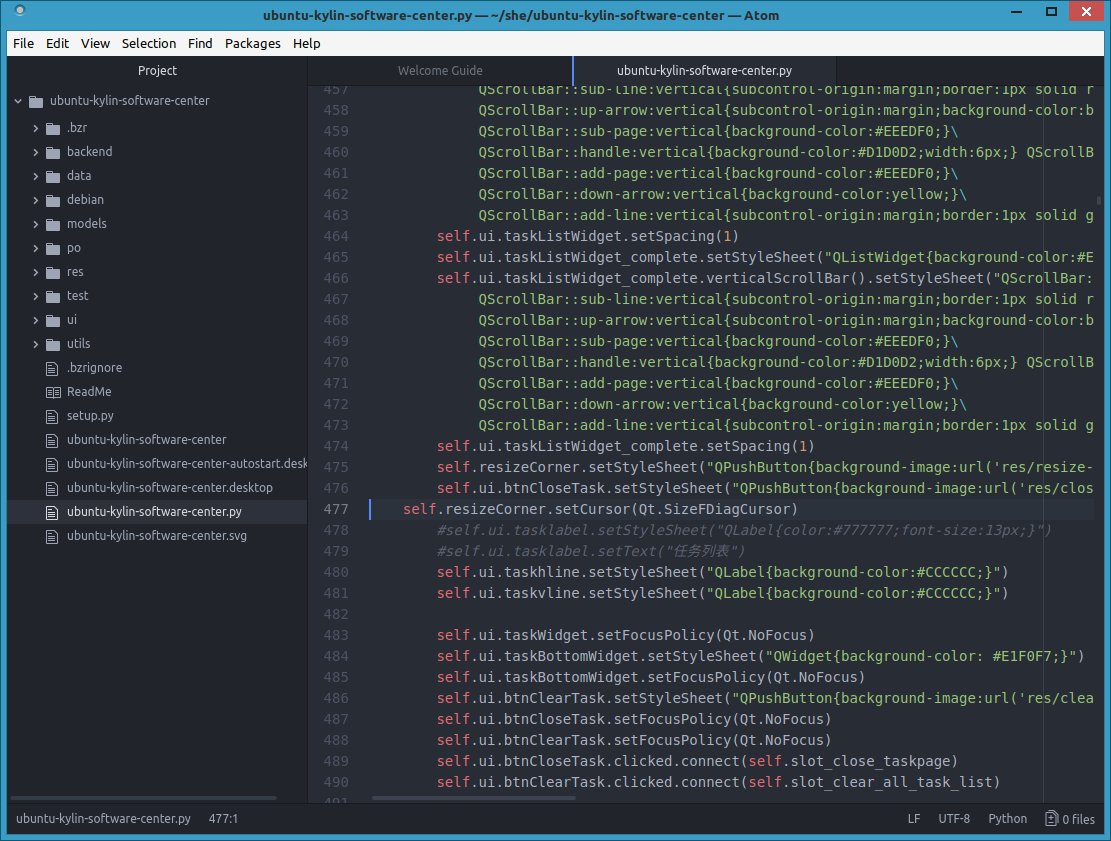 ubuntu-kylin-software-center.py — ~/she/ubuntu-kylin-software-center — Atom
File Edit View Selection Find Packages Help
Project
ubuntu-kylin-software-center
.bzr
backend
data
debian
models
po
res
test
ui
utils
.bzrignore
ReadMe
setup.py
ubuntu-kylin-software-center
ubuntu-kylin-software-center-autostart.desk
ubuntu-kylin-software-center.desktop
ubuntu-kylin-software-center.py
ubuntu-kylin-software-center.svg
Welcome Guide
ubuntu-kylin-software-center.py
457 QScrollBar::sub-line:vertical{subcontrol-origin:margin;border:1px solid r
458 QScrollBar::up-arrow:vertical{subcontrol-origin:margin;background-color:b
459 QScrollBar::sub-page:vertical{background-color:#EEEDF0;}\
460 QScrollBar::handle:vertical{background-color:#D1D0D2;width:6px;} QScrollB
461 QScrollBar::add-page:vertical{background-color:#EEEDF0;}\
462 QScrollBar::down-arrow:vertical{background-color:yellow;}\
463 QScrollBar::add-line:vertical{subcontrol-origin:margin;border:1px solid g
464 self.ui.taskListWidget.setSpacing(1)
465 self.ui.taskListWidget_complete.setStyleSheet("QListWidget{background-color:#E
466 self.ui.taskListWidget_complete.verticalScrollBar().setStyleSheet("QScrollBar:
467 QScrollBar::sub-line:vertical{subcontrol-origin:margin;border:1px solid r
468 QScrollBar::up-arrow:vertical{subcontrol-origin:margin;background-color:b
469 QScrollBar::sub-page:vertical{background-color:#EEEDF0;}\
470 QScrollBar::handle:vertical{background-color:#D1D0D2;width:6px;} QScrollB
471 QScrollBar::add-page:vertical{background-color:#EEEDF0;}\
472 QScrollBar::down-arrow:vertical{background-color:yellow;}\
473 QScrollBar::add-line:vertical{subcontrol-origin:margin;border:1px solid g
474 self.ui.taskListWidget_complete.setSpacing(1)
475 self.resizeCorner.setStyleSheet("QPushButton{background-image:url('res/resize-
476 self.ui.btnCloseTask.setStyleSheet("QPushButton{background-image:url('res/clos
477 self.resizeCorner.setCursor(Qt.SizeFDiagCursor)
478 #self.ui.tasklabel.setStyleSheet("QLabel{color:#777777;font-size:13px;}")
479 #self.ui.tasklabel.setText("任务列表")
480 self.ui.taskhline.setStyleSheet("QLabel{background-color:#CCCCCC;}")
481 self.ui.taskvline.setStyleSheet("QLabel{background-color:#CCCCCC;}")
482
483 self.ui.taskWidget.setFocusPolicy(Qt.NoFocus)
484 self.ui.taskBottomWidget.setStyleSheet("QWidget{background-color: #E1F0F7;}")
485 self.ui.taskBottomWidget.setFocusPolicy(Qt.NoFocus)
486 self.ui.btnClearTask.setStyleSheet("QPushButton{background-image:url('res/clea
487 self.ui.btnCloseTask.setFocusPolicy(Qt.NoFocus)
488 self.ui.btnClearTask.setFocusPolicy(Qt.NoFocus)
489 self.ui.btnCloseTask.clicked.connect(self.slot_close_taskpage)
490 self.ui.btnClearTask.clicked.connect(self.slot_clear_all_task_list)
491
ubuntu-kylin-software-center.py 477:1 LF UTF-8 Python 0 files